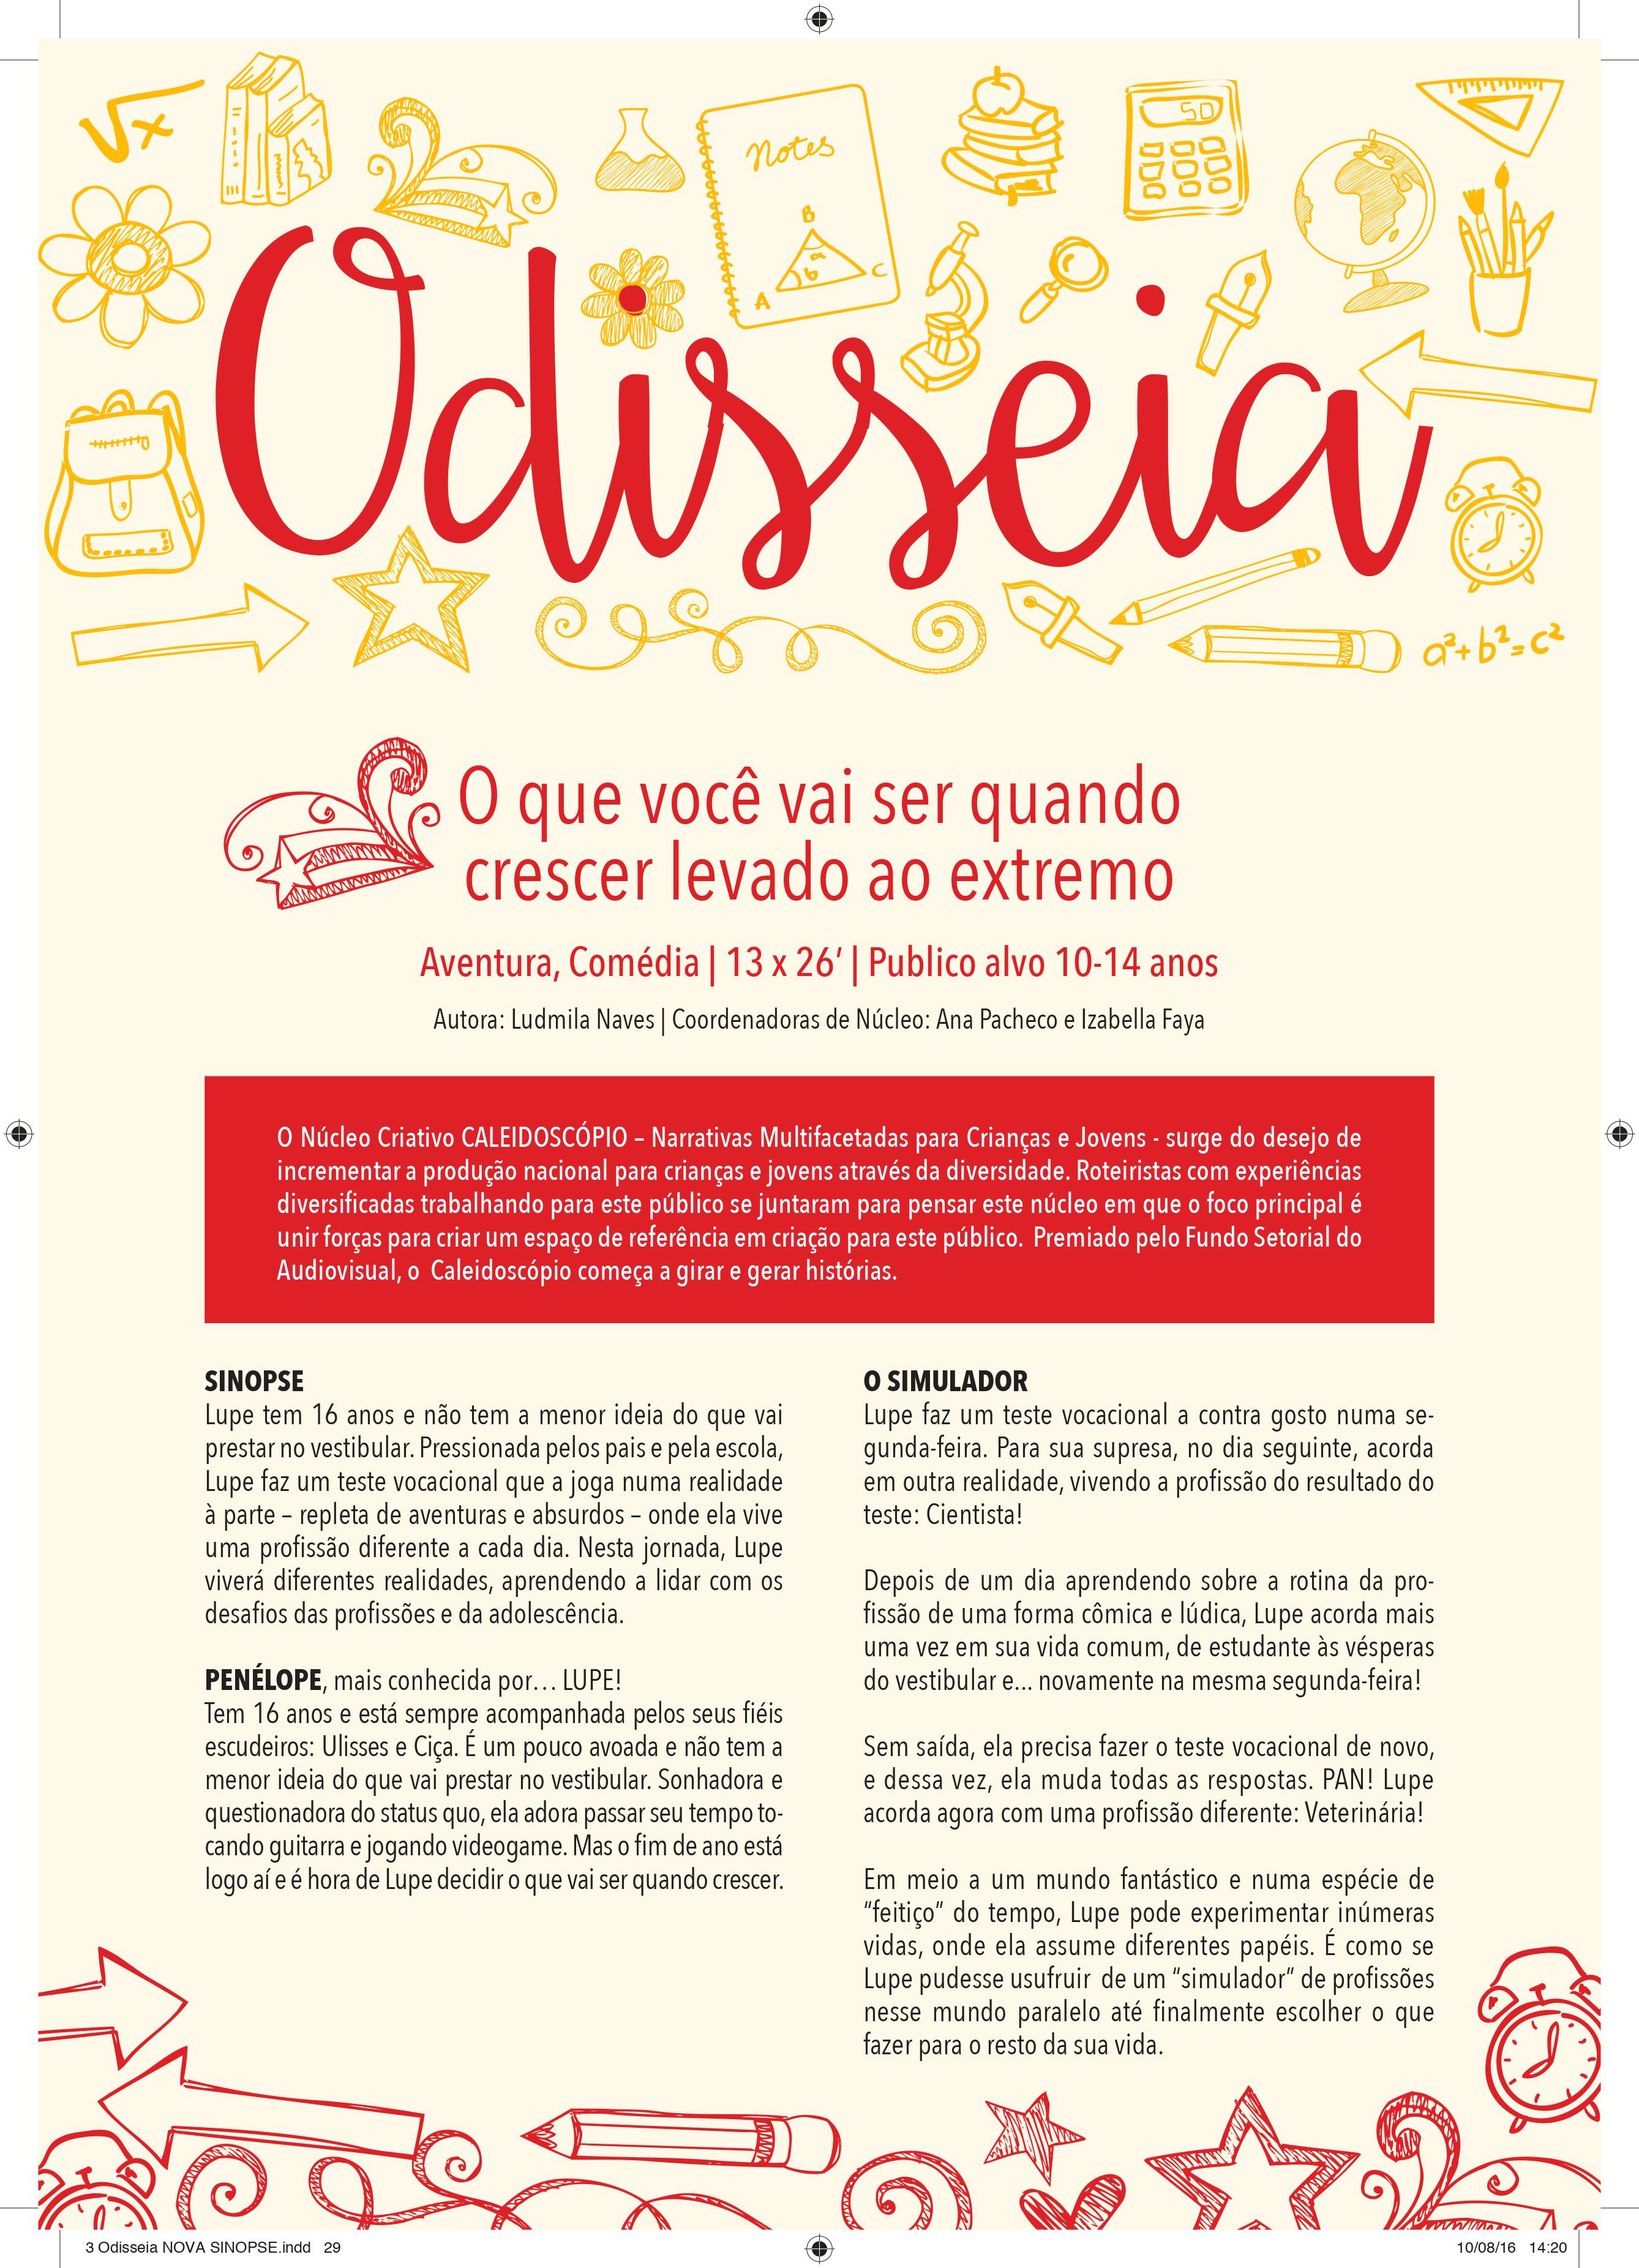 √x
Notes
B
a
b
C
A
50
Odisseia
a²+b²=c²
O que você vai ser quando
crescer levado ao extremo
Aventura, Comédia | 13 x 26’ | Publico alvo 10-14 anos
Autora: Ludmila Naves | Coordenadoras de Núcleo: Ana Pacheco e Izabella Faya
O Núcleo Criativo CALEIDOSCÓPIO – Narrativas Multifacetadas para Crianças e Jovens - surge do desejo de
incrementar a produção nacional para crianças e jovens através da diversidade. Roteiristas com experiências
diversificadas trabalhando para este público se juntaram para pensar este núcleo em que o foco principal é
unir forças para criar um espaço de referência em criação para este público. Premiado pelo Fundo Setorial do
Audiovisual, o Caleidoscópio começa a girar e gerar histórias.
SINOPSE
Lupe tem 16 anos e não tem a menor ideia do que vai
prestar no vestibular. Pressionada pelos pais e pela escola,
Lupe faz um teste vocacional que a joga numa realidade
à parte – repleta de aventuras e absurdos – onde ela vive
uma profissão diferente a cada dia. Nesta jornada, Lupe
viverá diferentes realidades, aprendendo a lidar com os
desafios das profissões e da adolescência.
PENÉLOPE, mais conhecida por… LUPE!
Tem 16 anos e está sempre acompanhada pelos seus fiéis
escudeiros: Ulisses e Ciça. É um pouco avoada e não tem a
menor ideia do que vai prestar no vestibular. Sonhadora e
questionadora do status quo, ela adora passar seu tempo to-
cando guitarra e jogando videogame. Mas o fim de ano está
logo aí e é hora de Lupe decidir o que vai ser quando crescer.
O SIMULADOR
Lupe faz um teste vocacional a contra gosto numa se-
gunda-feira. Para sua supresa, no dia seguinte, acorda
em outra realidade, vivendo a profissão do resultado do
teste: Cientista!
Depois de um dia aprendendo sobre a rotina da pro-
fissão de uma forma cômica e lúdica, Lupe acorda mais
uma vez em sua vida comum, de estudante às vésperas
do vestibular e... novamente na mesma segunda-feira!
Sem saída, ela precisa fazer o teste vocacional de novo,
e dessa vez, ela muda todas as respostas. PAN! Lupe
acorda agora com uma profissão diferente: Veterinária!
Em meio a um mundo fantástico e numa espécie de
“feitiço” do tempo, Lupe pode experimentar inúmeras
vidas, onde ela assume diferentes papéis. É como se
Lupe pudesse usufruir de um “simulador” de profissões
nesse mundo paralelo até finalmente escolher o que
fazer para o resto da sua vida.
3 Odisseia NOVA SINOPSE.indd 29
10/08/16 14:20